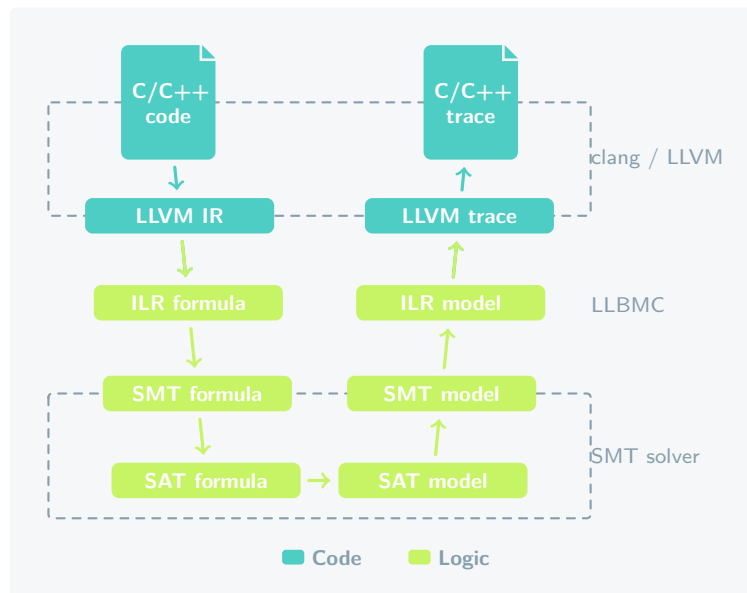 C/C++
code
C/C++
trace
clang / LLVM
LLVM IR
LLVM trace
ILR formula
ILR model
LLBMC
SMT formula
SMT model
SMT solver
SAT formula
SAT model
Code
Logic